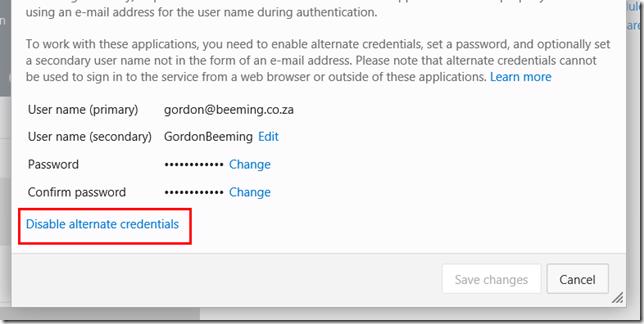 using an e-mail address for the user name during authentication.
To work with these applications, you need to enable alternate credentials, set a password, and optionally set
a secondary user name not in the form of an e-mail address. Please note that alternate credentials cannot
be used to sign in to the service from a web browser or outside of these applications. Learn more
User name (primary) gordon@beeming.co.za
User name (secondary) GordonBeeming Edit
Password •••••••••••• Change
Confirm password •••••••••••• Change
Disable alternate credentials
Save changes Cancel